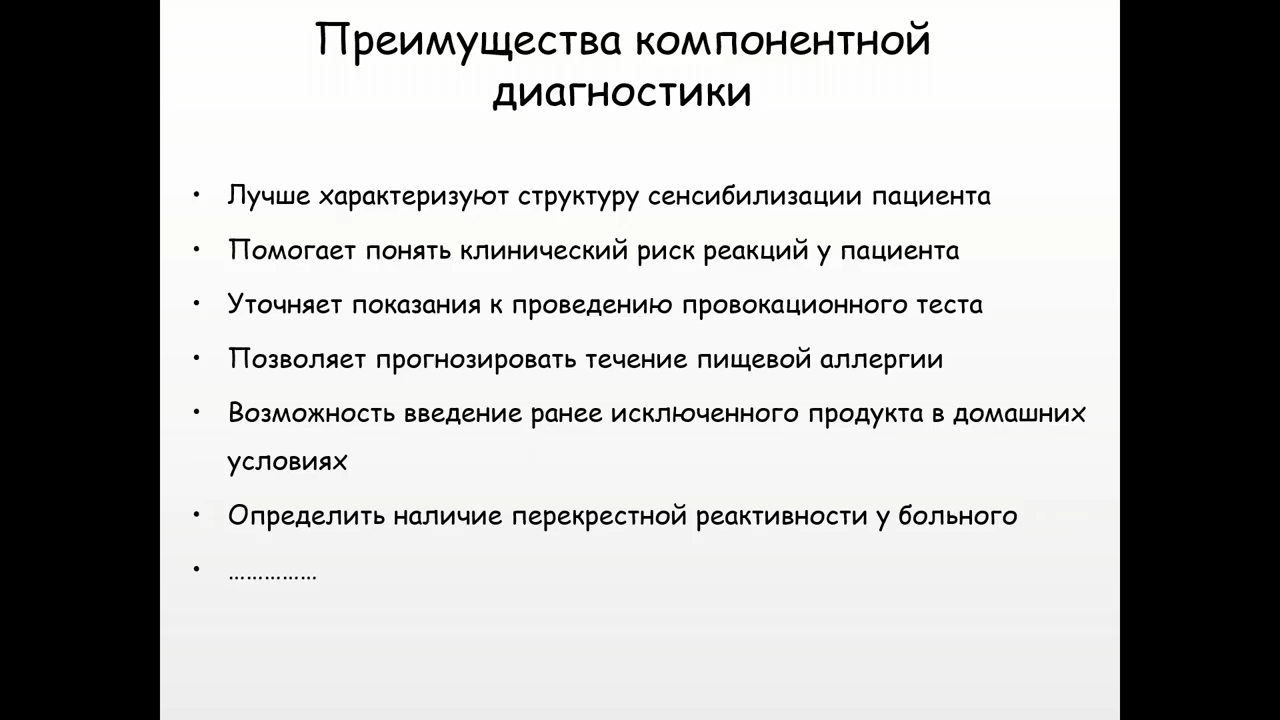 Преимущества компонентной
диагностики
• Лучше характеризуют структуру сенсибилизации пациента
• Помогает понять клинический риск реакций у пациента
• Уточняет показания к проведению провокационного теста
• Позволяет прогнозировать течение пищевой аллергии
• Возможность введение ранее исключенного продукта в домашних
условиях
• Определить наличие перекрестной реактивности у больного
• ……………